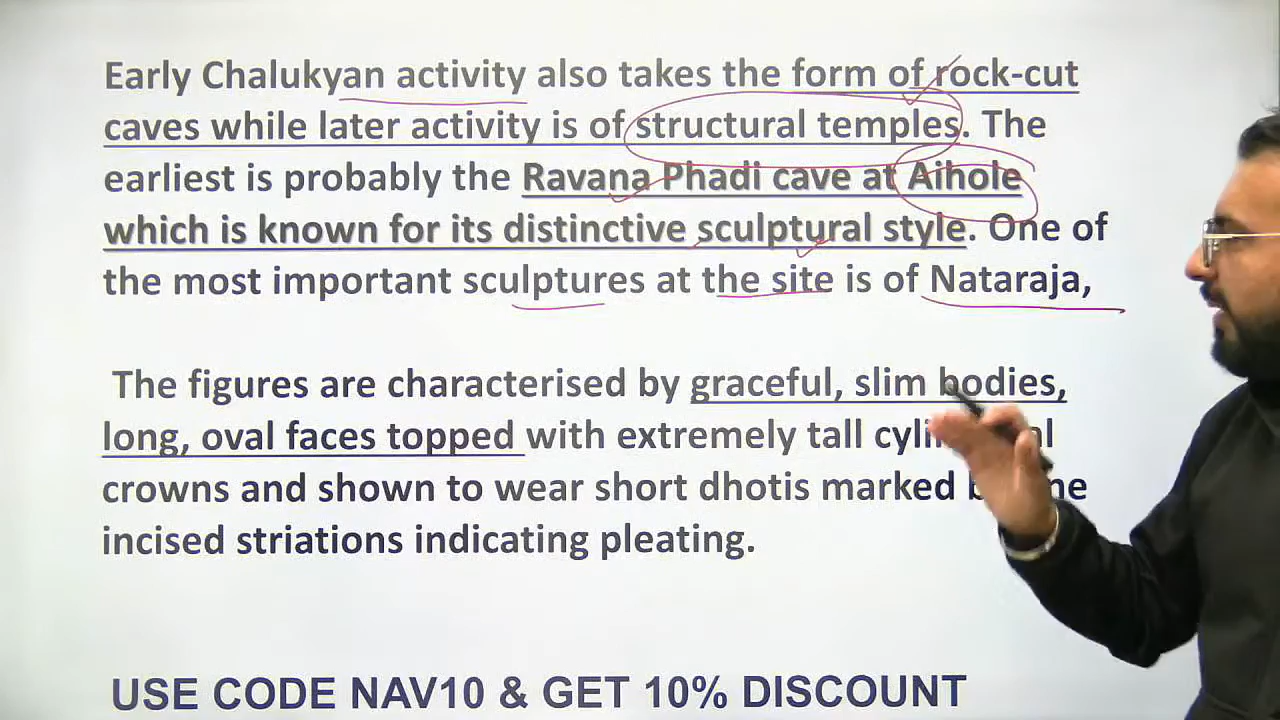 Early Chalukyan activity also takes the form of rock-cut
caves while later activity is of structural temples. The
earliest is probably the Ravana Phadi cave at Aihole
which is known for its distinctive sculptural style. One of
the most important sculptures at the site is of Nataraja,
The figures are characterised by graceful, slim bodies,
long, oval faces topped with extremely tall
crowns and shown to wear short dhotis marked
incised striations indicating pleating.
USE CODE NAV10 & GET 10% DISCOUNT